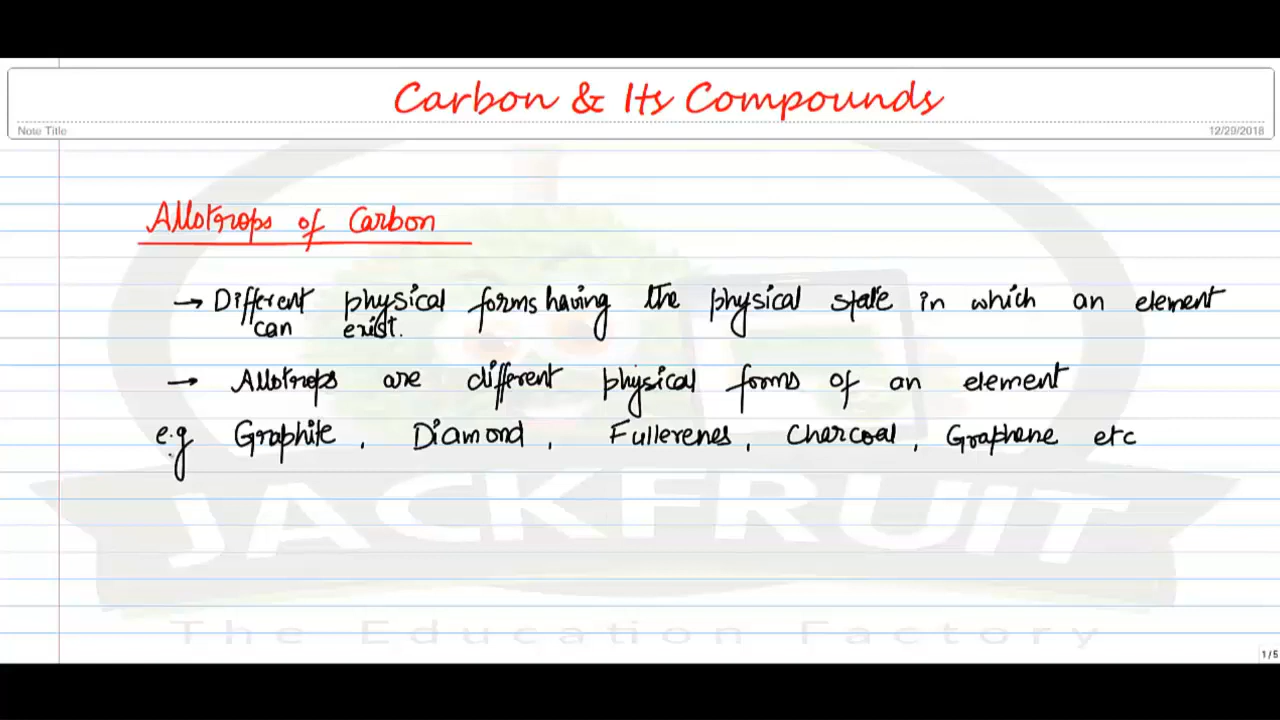 Carbon & Its Compounds
Note Title
12/29/2018
Allotrops of Carbon
→ Different physical forms having the physical state in which an element
can exist.
→ Allotrops are different physical forms of an element
e.g Graphite, Diamond, Fullerenes, Charcoal, Graphene etc
JACKFRUIT
The Education Factory
1/5